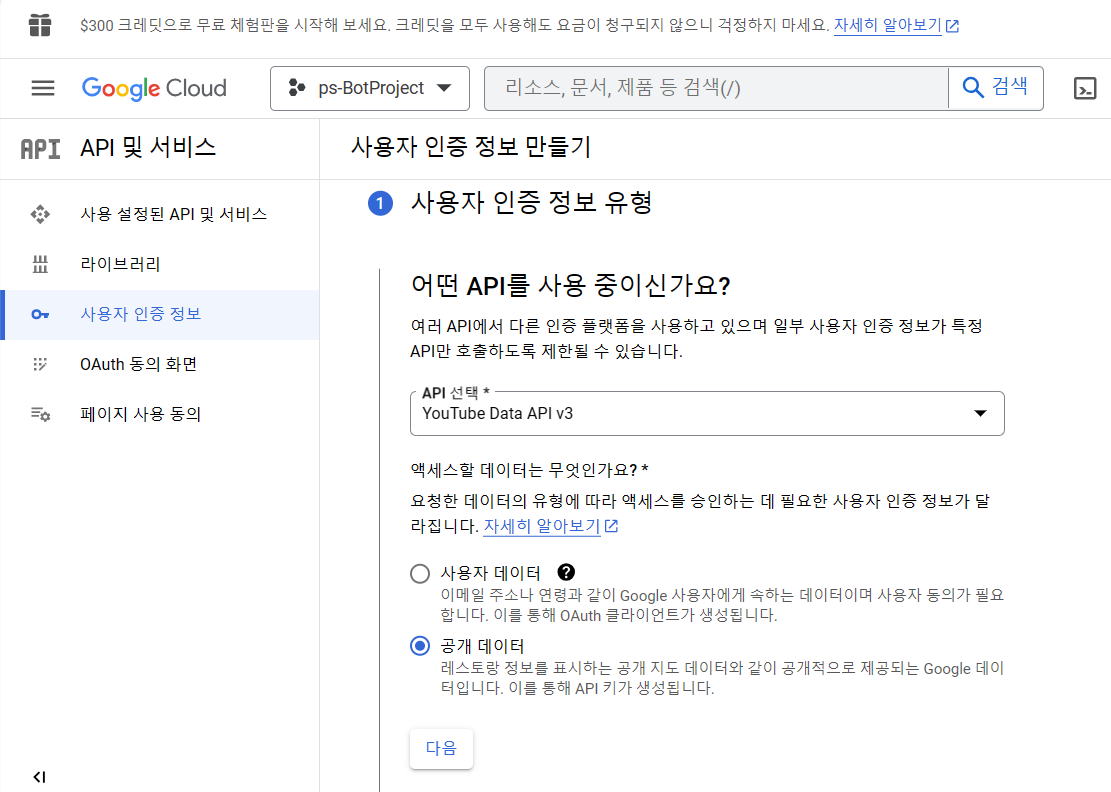 $300 크레딧으로 무료 체험판을 시작해 보세요. 크레딧을 모두 사용해도 요금이 청구되지 않으니 걱정하지 마세요. 자세히 알아보기
Google Cloud
ps-BotProject
리소스, 문서, 제품 등 검색(/)
검색
API API 및 서비스
사용자 인증 정보 만들기
사용 설정된 API 및 서비스
라이브러리
사용자 인증 정보
OAuth 동의 화면
페이지 사용 동의
1 사용자 인증 정보 유형
어떤 API를 사용 중이신가요?
여러 API에서 다른 인증 플랫폼을 사용하고 있으며 일부 사용자 인증 정보가 특정
API만 호출하도록 제한될 수 있습니다.
API 선택 *
YouTube Data API v3
액세스할 데이터는 무엇인가요? *
요청한 데이터의 유형에 따라 액세스를 승인하는 데 필요한 사용자 인증 정보가 달
라집니다. 자세히 알아보기
사용자 데이터
이메일 주소나 연령과 같이 Google 사용자에게 속하는 데이터이며 사용자 동의가 필요
합니다. 이를 통해 OAuth 클라이언트가 생성됩니다.
공개 데이터
레스토랑 정보를 표시하는 공개 지도 데이터와 같이 공개적으로 제공되는 Google 데이
터입니다. 이를 통해 API 키가 생성됩니다.
다음